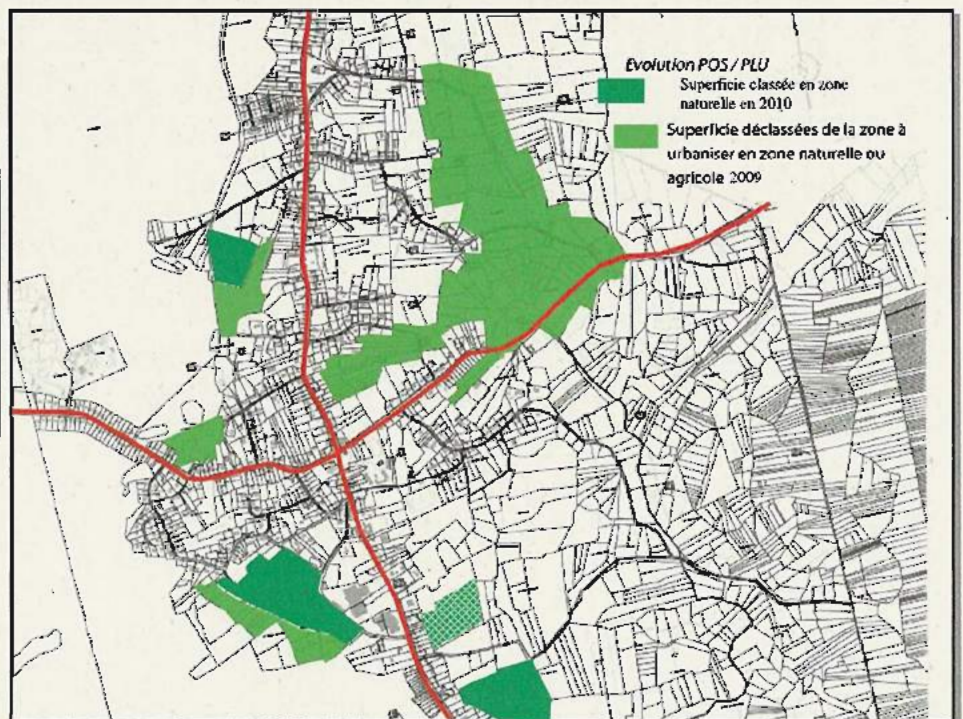 Evolution POS / PLU
Superficie classée en zone
naturelle en 2010
Superficie déclassées de la zone à
urbaniser en zone naturelle ou
agricole 2009